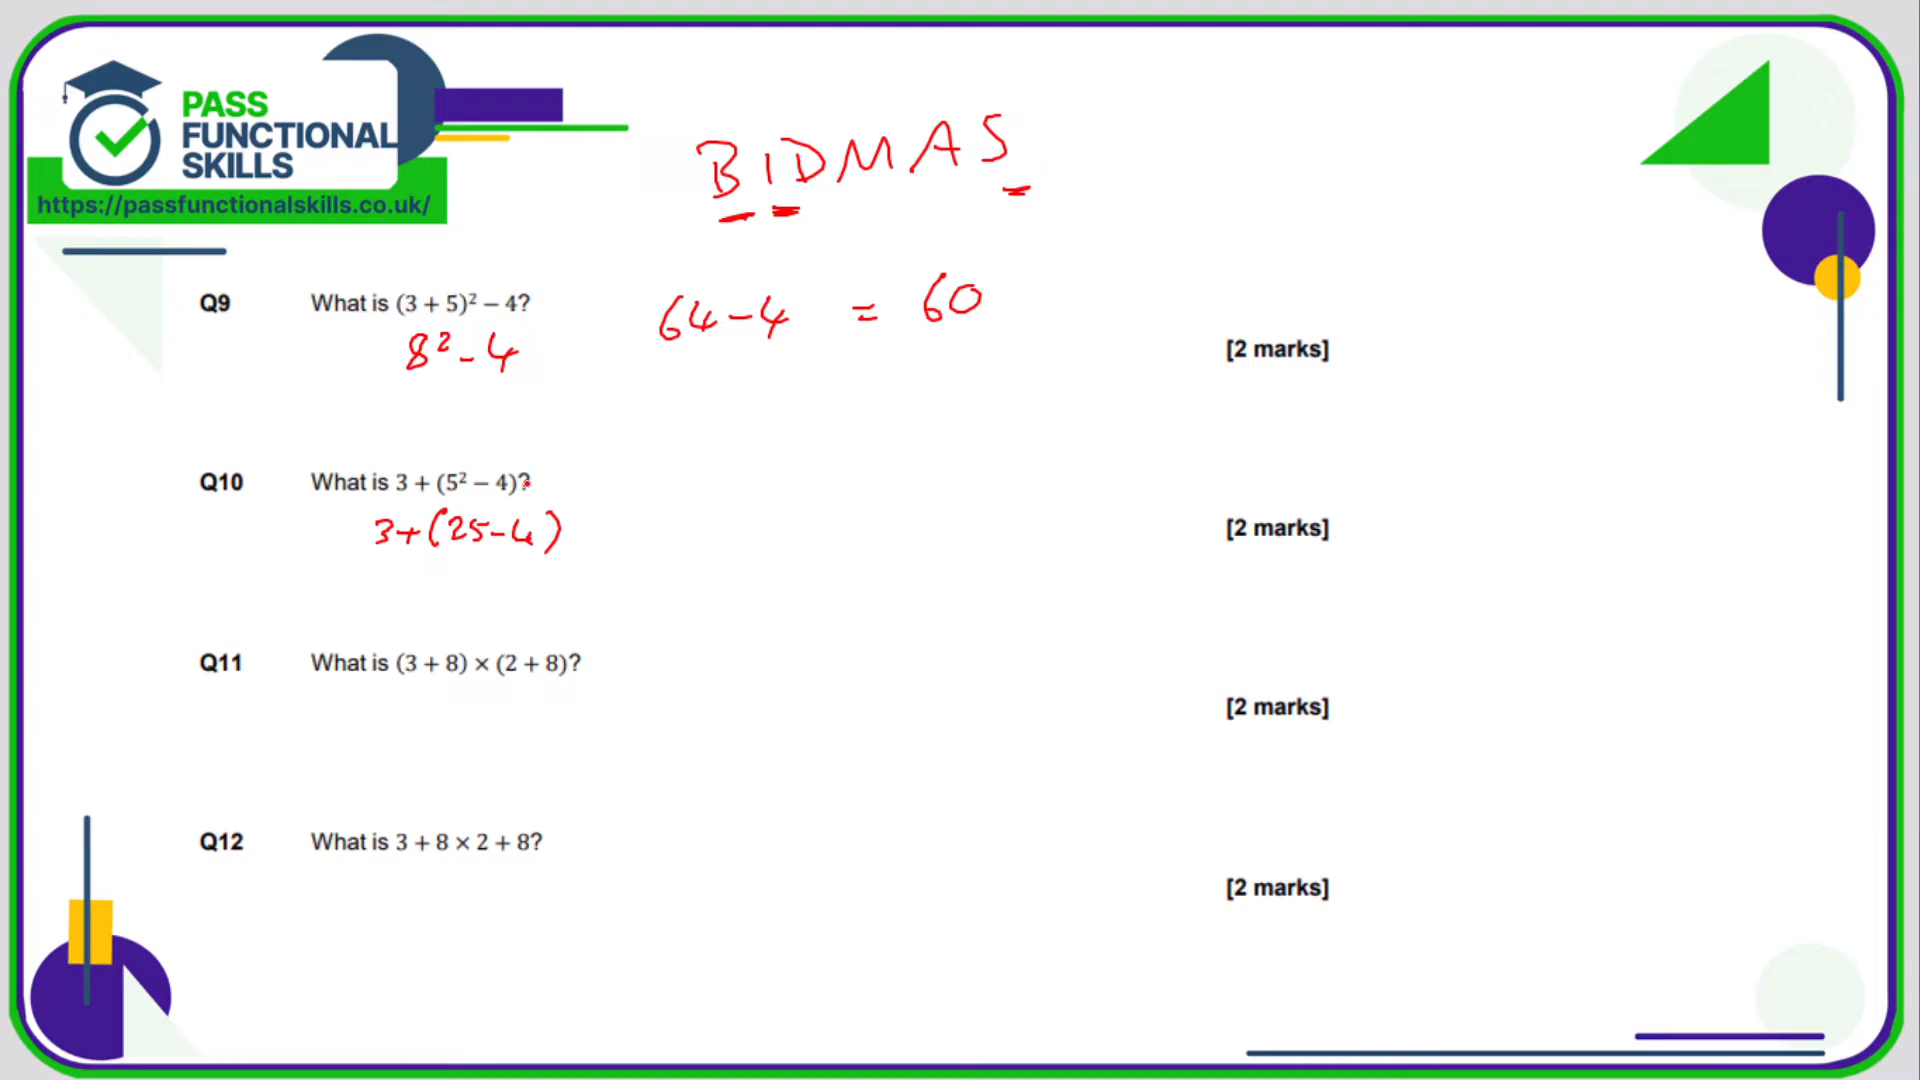 PASS
FUNCTIONAL
SKILLS
https://passfunctionalskills.co.uk/
BIDMAS
Q9 What is (3 + 5)² − 4? 64 - 4 = 60
8² - 4
[2 marks]
Q10 What is 3 + (5² − 4)?
3+(25-4)
[2 marks]
Q11 What is (3 + 8) × (2 + 8)?
[2 marks]
Q12 What is 3 + 8 × 2 + 8?
[2 marks]